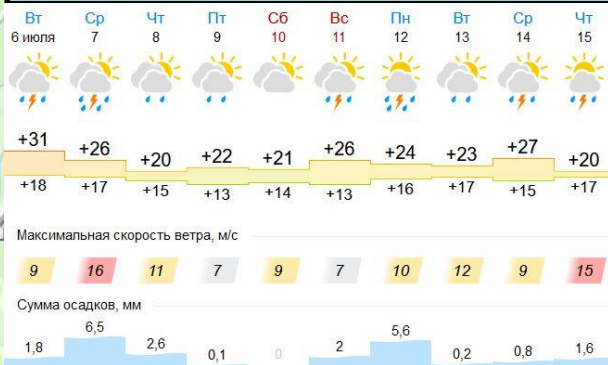 Вт Ср Чт Пт Сб Вс Пн Вт Ср Чт
6 июля 7 8 9 10 11 12 13 14 15
+31 +26 +20 +22 +21 +26 +24 +23 +27 +20
+18 +17 +15 +13 +14 +13 +16 +17 +15 +17
Максимальная скорость ветра, м/с
9 16 11 7 9 7 10 12 9 15
Сумма осадков, мм
1,8 6,5 2,6 0,1 0 2 5,6 0,2 0,8 1,6